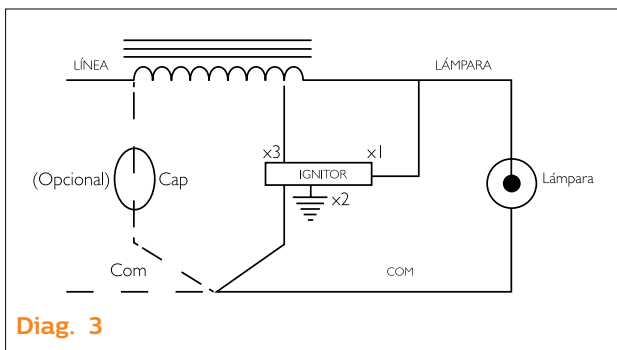 LÍNEA
LÁMPARA
x3
x1
IGNITOR
(Opcional)
Cap
x2
Lámpara
Com
COM
Diag. 3